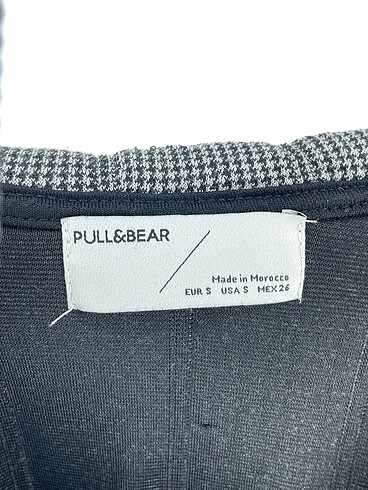 PULL&BEAR
Made in Morocco
EUR S USA S MEX 26